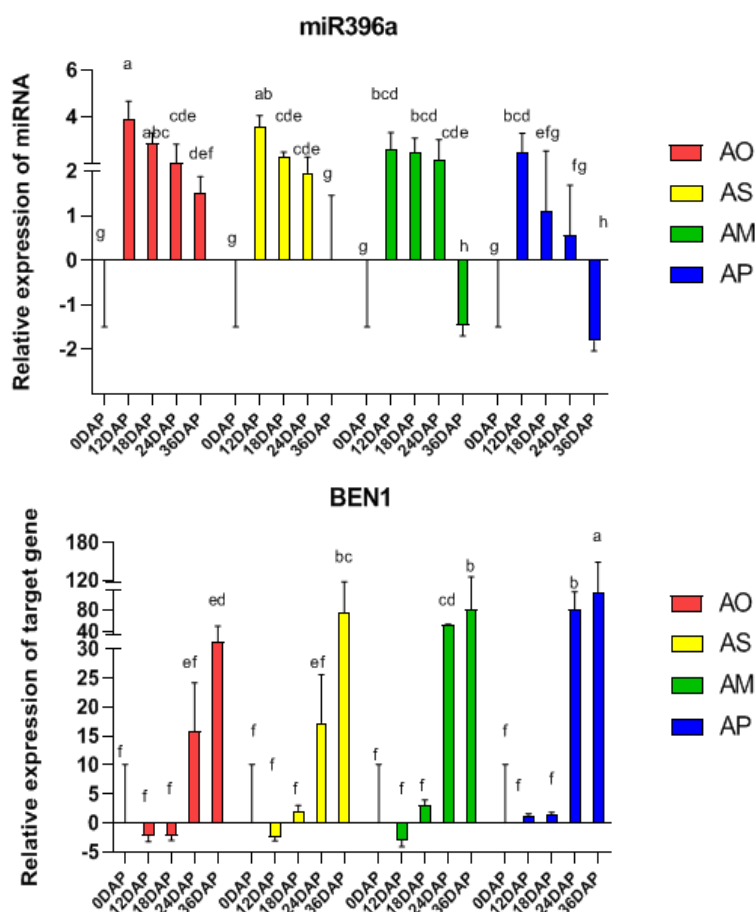 miR396a
Relative expression of miRNA
6
4
2
2
1
0
-1
-2
a
ab
bcd
bcd
abc
cde
cde
bcd
efg
cde
cde
cde
fg
def
g
h
h
g
g
g
g
0DAP 12DAP 18DAP 24DAP 36DAP 0DAP 12DAP 18DAP 24DAP 36DAP 0DAP 12DAP 18DAP 24DAP 36DAP 0DAP 12DAP 18DAP 24DAP 36DAP
AO
AS
AM
AP
BEN1
Relative expression of target gene
180
120
80
40
30
25
20
15
10
5
0
-5
a
bc
b
b
ed
cd
ef
ef
f
f
f
f
f
f
f
f
f
f
f
f
0DAP 12DAP 18DAP 24DAP 36DAP 0DAP 12DAP 18DAP 24DAP 36DAP 0DAP 12DAP 18DAP 24DAP 36DAP 0DAP 12DAP 18DAP 24DAP 36DAP
AO
AS
AM
AP